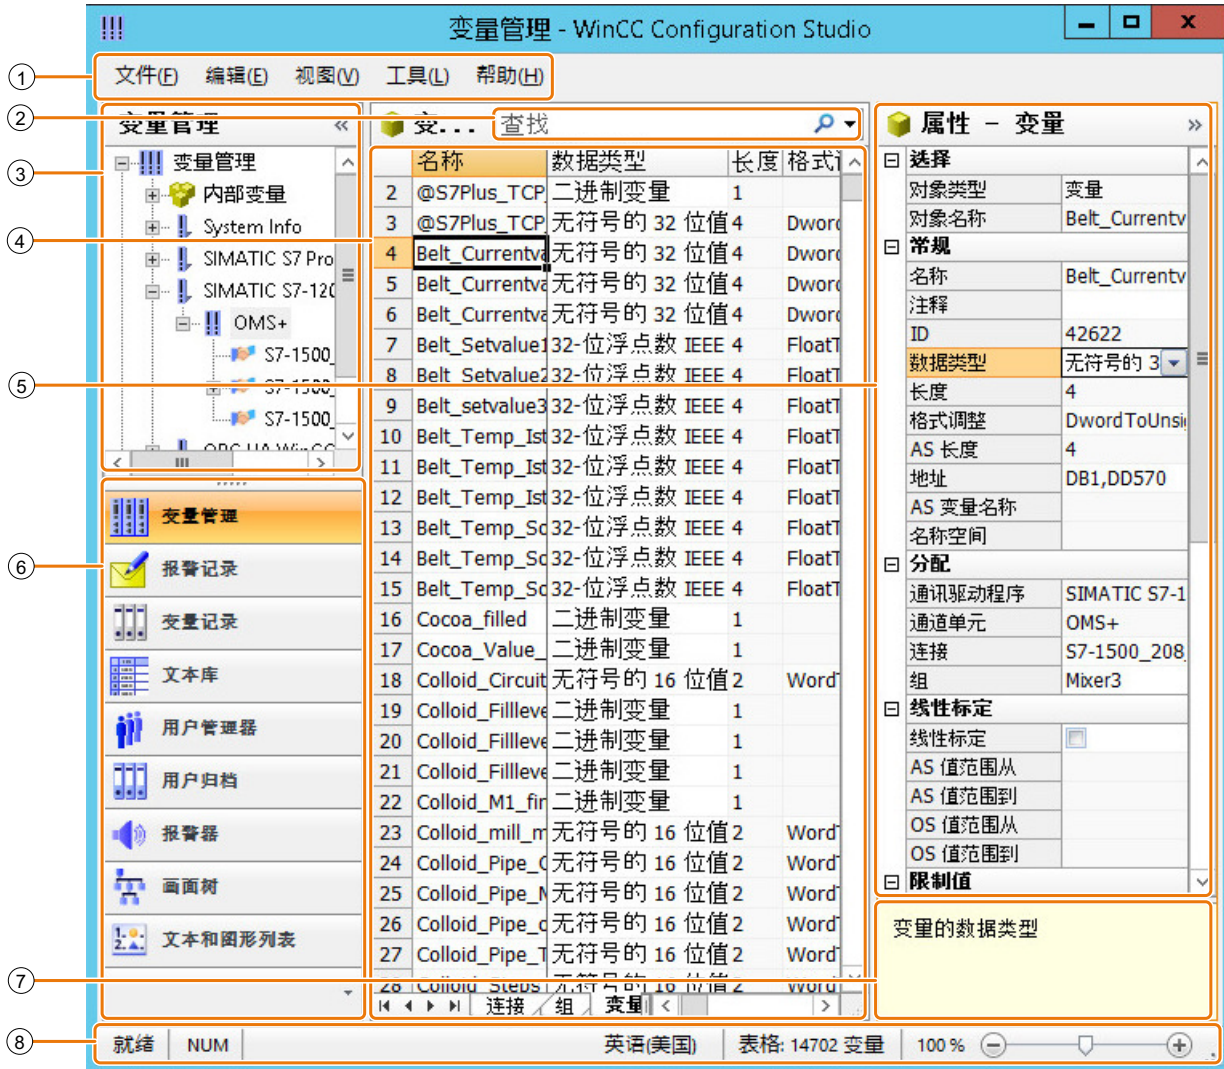 变量管理 - WinCC Configuration Studio
① 文件(F) 编辑(E) 视图(V) 工具(L) 帮助(H)
②
变量管理 «
③
变量管理
内部变量
System Info
SIMATIC S7 Pro
SIMATIC S7-120
OMS+
S7-1500_
S7-1500_
S7-1500_
⑥
变量管理
报警记录
变量记录
文本库
用户管理器
用户归档
报警器
画面树
文本和图形列表
变... 查找
④
名称 数据类型 长度 格式
2 @S7Plus_TCP_ 二进制变量 1
3 @S7Plus_TCP 无符号的 32 位值 4 Dword
4 Belt_Currentva 无符号的 32 位值 4 Dword
5 Belt_Currentva 无符号的 32 位值 4 Dword
6 Belt_Currentva 无符号的 32 位值 4 Dword
7 Belt_Setvalue1 32-位浮点数 IEEE 4 FloatT
8 Belt_Setvalue2 32-位浮点数 IEEE 4 FloatT
9 Belt_setvalue3 32-位浮点数 IEEE 4 FloatT
10 Belt_Temp_Ist 32-位浮点数 IEEE 4 FloatT
11 Belt_Temp_Ist 32-位浮点数 IEEE 4 FloatT
12 Belt_Temp_Ist 32-位浮点数 IEEE 4 FloatT
13 Belt_Temp_So 32-位浮点数 IEEE 4 FloatT
14 Belt_Temp_So 32-位浮点数 IEEE 4 FloatT
15 Belt_Temp_So 32-位浮点数 IEEE 4 FloatT
16 Cocoa_filled 二进制变量 1
17 Cocoa_Value_ 二进制变量 1
18 Colloid_Circuit 无符号的 16 位值 2 WordT
19 Colloid_Fillleve 二进制变量 1
20 Colloid_Fillleve 二进制变量 1
21 Colloid_Fillleve 二进制变量 1
22 Colloid_M1_fin 二进制变量 1
23 Colloid_mill_m 无符号的 16 位值 2 WordT
24 Colloid_Pipe_C 无符号的 16 位值 2 WordT
25 Colloid_Pipe_M 无符号的 16 位值 2 WordT
26 Colloid_Pipe_c 无符号的 16 位值 2 WordT
27 Colloid_Pipe_T 无符号的 16 位值 2 WordT
28 Colloid_Steps 无符号的 16 位值 2 Word
连接 组 变量
⑤
属性 - 变量 »
选择
对象类型 变量
对象名称 Belt_Currentv
常规
名称 Belt_Currentv
注释
ID 42622
数据类型 无符号的 3
长度 4
格式调整 DwordToUnsig
AS 长度 4
地址 DB1,DD570
AS 变量名称
名称空间
分配
通讯驱动程序 SIMATIC S7-1
通道单元 OMS+
连接 S7-1500_208_
组 Mixer3
线性标定
线性标定
AS 值范围从
AS 值范围到
OS 值范围从
OS 值范围到
限制值
⑦
变量的数据类型
⑧ 就绪 NUM 英语(美国) 表格: 14702 变量 100 %